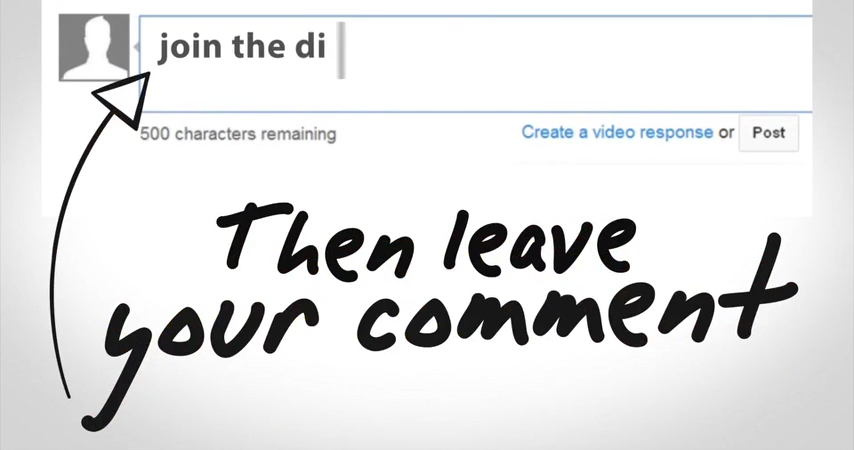 join the di
500 characters remaining
Create a video response or Post
Then leave
your comment